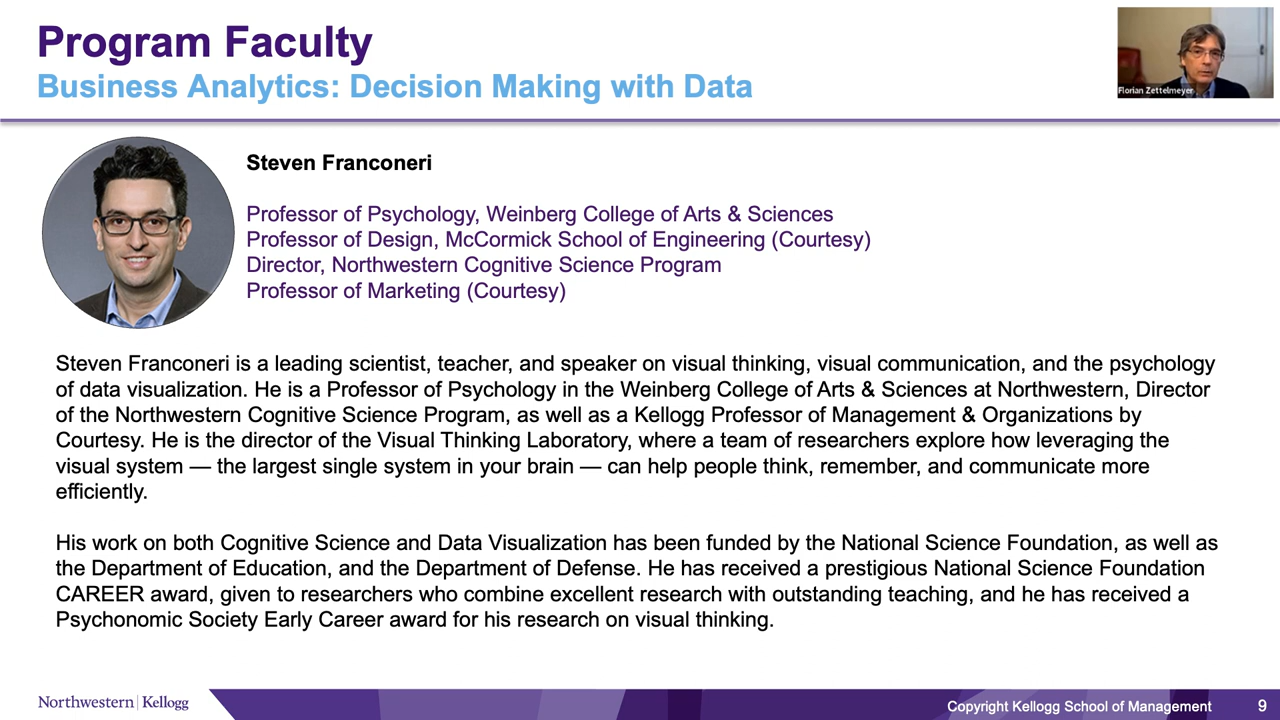 Program Faculty
Business Analytics: Decision Making with Data
Florian Zettelmeyer
Steven Franconeri
Professor of Psychology, Weinberg College of Arts & Sciences
Professor of Design, McCormick School of Engineering (Courtesy)
Director, Northwestern Cognitive Science Program
Professor of Marketing (Courtesy)
Steven Franconeri is a leading scientist, teacher, and speaker on visual thinking, visual communication, and the psychology
of data visualization. He is a Professor of Psychology in the Weinberg College of Arts & Sciences at Northwestern, Director
of the Northwestern Cognitive Science Program, as well as a Kellogg Professor of Management & Organizations by
Courtesy. He is the director of the Visual Thinking Laboratory, where a team of researchers explore how leveraging the
visual system — the largest single system in your brain — can help people think, remember, and communicate more
efficiently.
His work on both Cognitive Science and Data Visualization has been funded by the National Science Foundation, as well as
the Department of Education, and the Department of Defense. He has received a prestigious National Science Foundation
CAREER award, given to researchers who combine excellent research with outstanding teaching, and he has received a
Psychonomic Society Early Career award for his research on visual thinking.
Northwestern | Kellogg
Copyright Kellogg School of Management 9